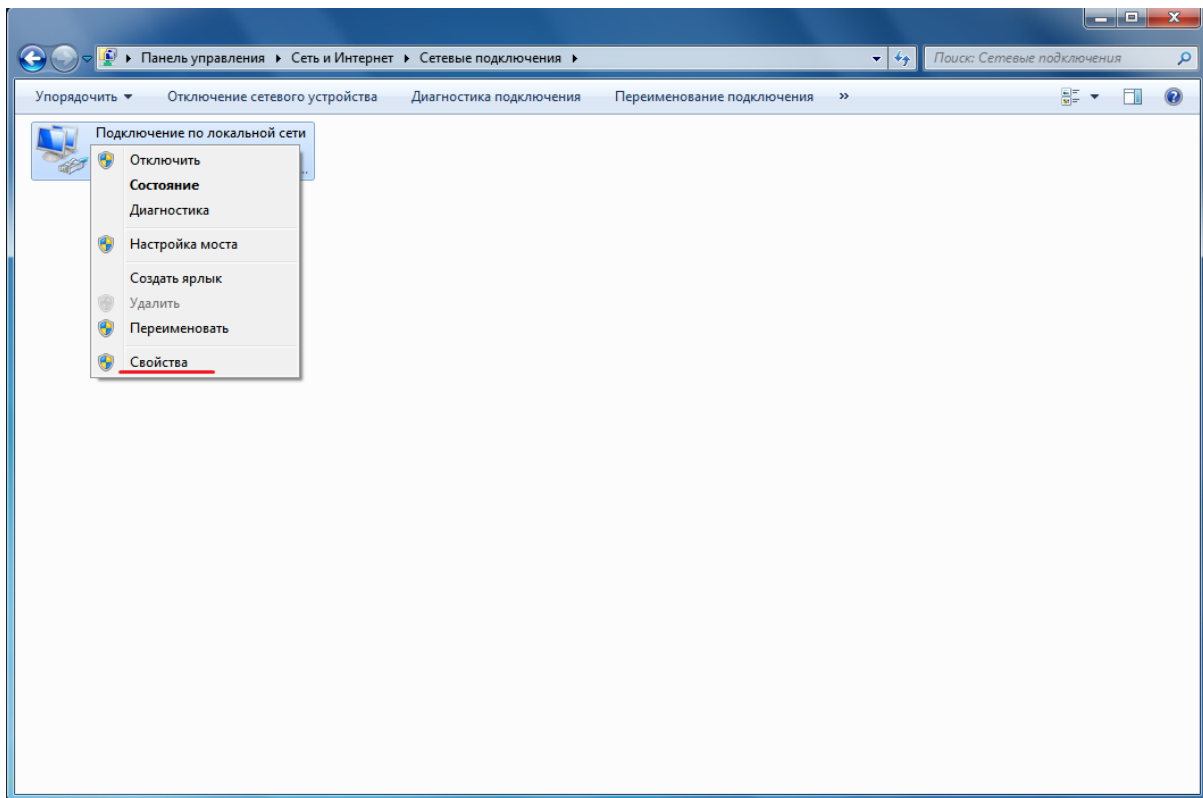 Панель управления Сеть и Интернет Сетевые подключения Поиск: Сетевые подключения
Упорядочить Отключение сетевого устройства Диагностика подключения Переименование подключения »
Подключение по локальной сети
Отключить
...
Состояние
Диагностика
Настройка моста
Создать ярлык
Удалить
Переименовать
Свойства